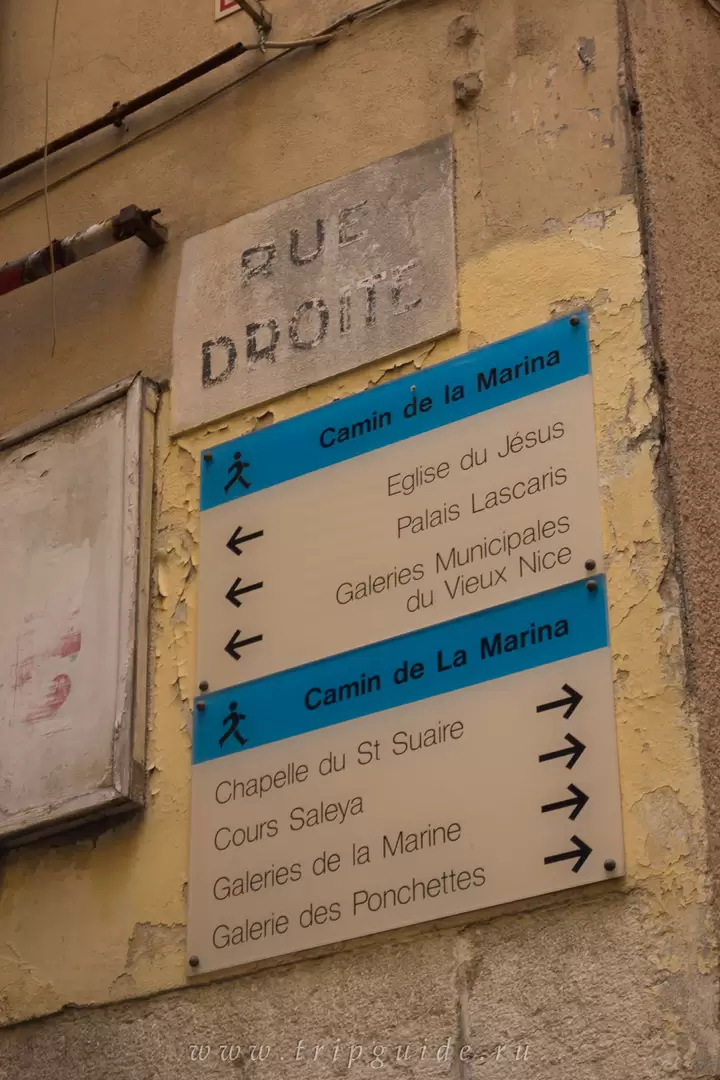 RUE
DROITE
Camin de la Marina
Eglise du Jésus
Palais Lascaris
Galeries Municipales
du Vieux Nice
Camin de La Marina
Chapelle du St Suaire
Cours Saleya
Galeries de la Marine
Galerie des Ponchettes
www.tripguide.ru